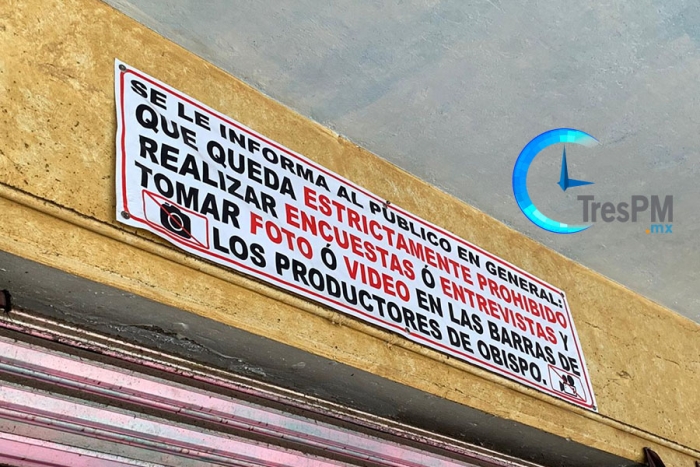 SE LE INFORMA AL PÚBLICO EN GENERAL:
QUE QUEDA ESTRICTAMENTE PROHIBIDO
REALIZAR ENCUESTAS Ó ENTREVISTAS Y
TOMAR FOTO Ó VIDEO EN LAS BARRAS DE
LOS PRODUCTORES DE OBISPO.
TresPM
.mx